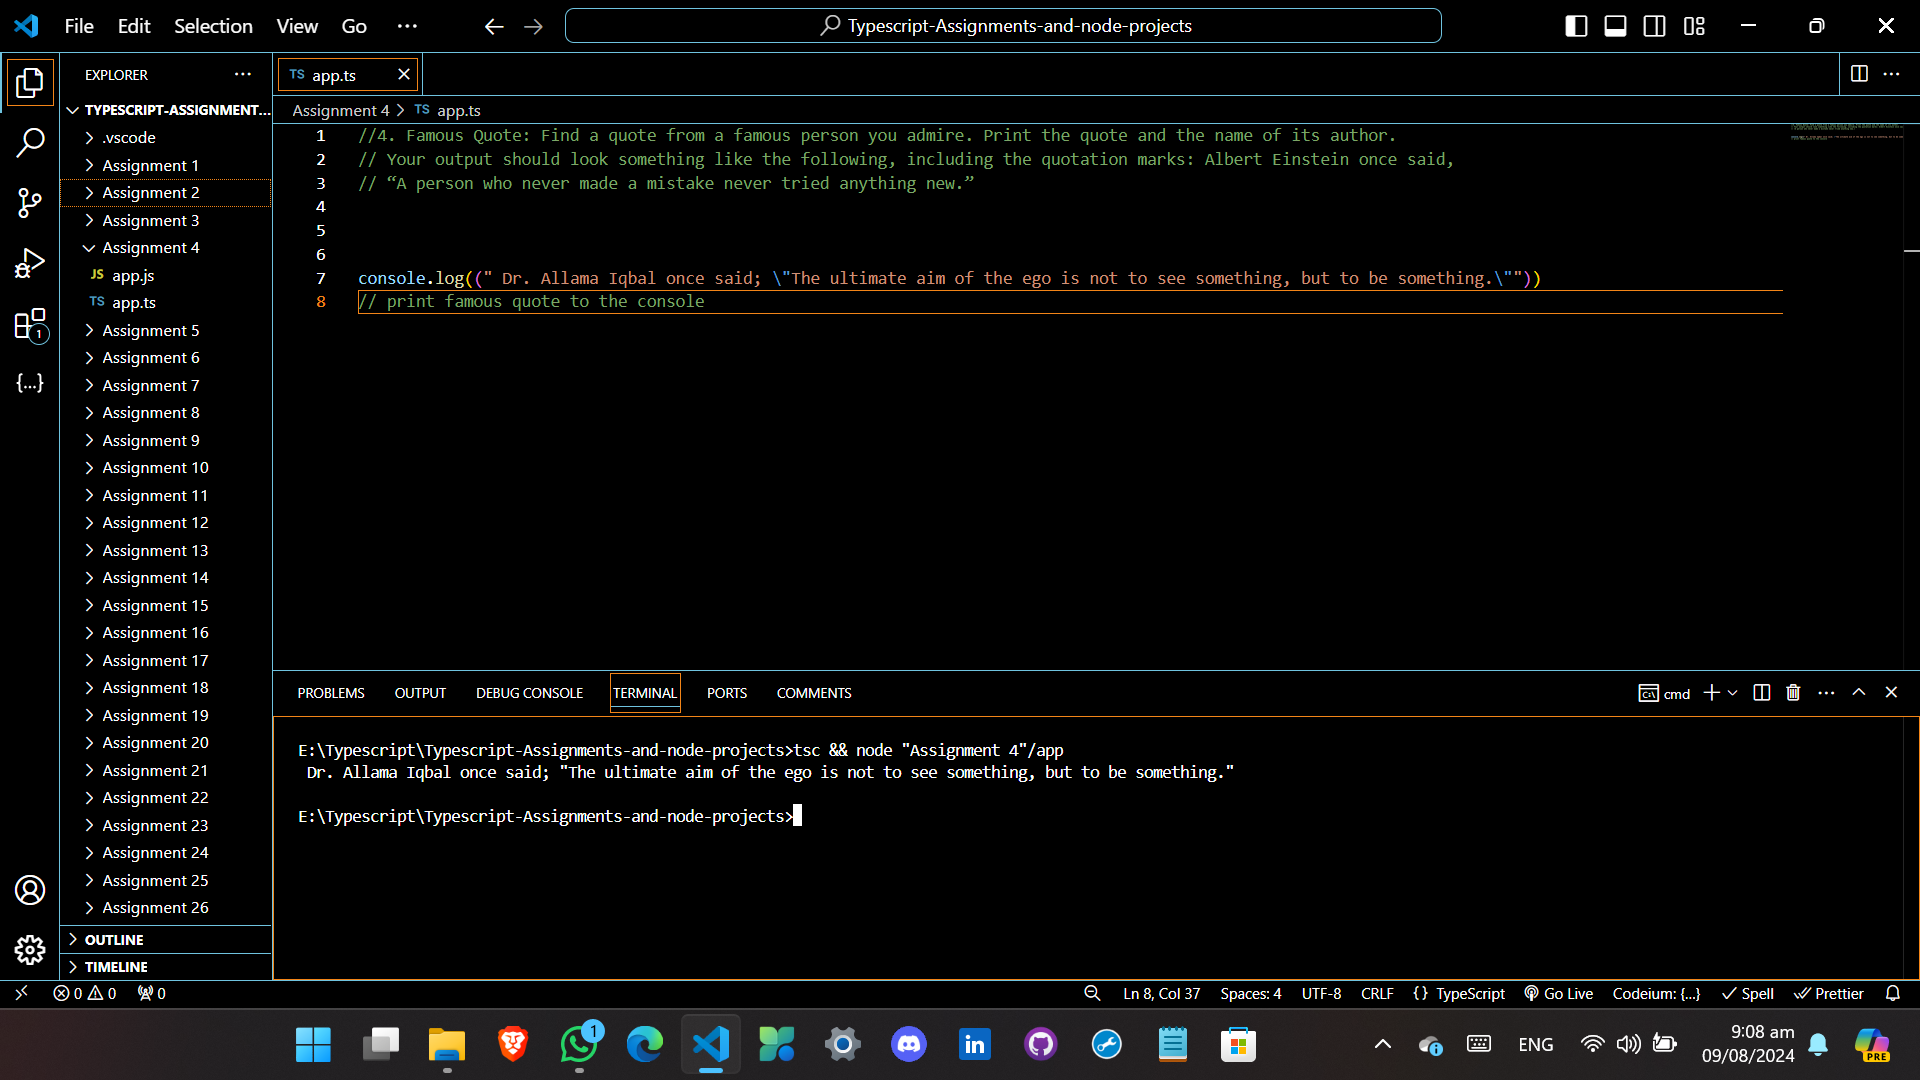 File Edit Selection View Go ···
Typescript-Assignments-and-node-projects
EXPLORER ···
TYPESCRIPT-ASSIGNMENT...
.vscode
Assignment 1
Assignment 2
Assignment 3
Assignment 4
JS app.js
TS app.ts
Assignment 5
Assignment 6
Assignment 7
Assignment 8
Assignment 9
Assignment 10
Assignment 11
Assignment 12
Assignment 13
Assignment 14
Assignment 15
Assignment 16
Assignment 17
Assignment 18
Assignment 19
Assignment 20
Assignment 21
Assignment 22
Assignment 23
Assignment 24
Assignment 25
Assignment 26
OUTLINE
TIMELINE
1
{...}
TS app.ts
Assignment 4 > TS app.ts
1 //4. Famous Quote: Find a quote from a famous person you admire. Print the quote and the name of its author.
2 // Your output should look something like the following, including the quotation marks: Albert Einstein once said,
3 // “A person who never made a mistake never tried anything new.”
4
5
6
7 console.log((" Dr. Allama Iqbal once said; \"The ultimate aim of the ego is not to see something, but to be something.\""))
8 // print famous quote to the console
PROBLEMS OUTPUT DEBUG CONSOLE TERMINAL PORTS COMMENTS
cmd
E:\Typescript\Typescript-Assignments-and-node-projects>tsc && node "Assignment 4"/app
Dr. Allama Iqbal once said; "The ultimate aim of the ego is not to see something, but to be something."
E:\Typescript\Typescript-Assignments-and-node-projects>
0 0 0
Ln 8, Col 37 Spaces: 4 UTF-8 CRLF {} TypeScript Go Live Codeium: {...} Spell Prettier
1
in
ENG
9:08 am
09/08/2024
PRE